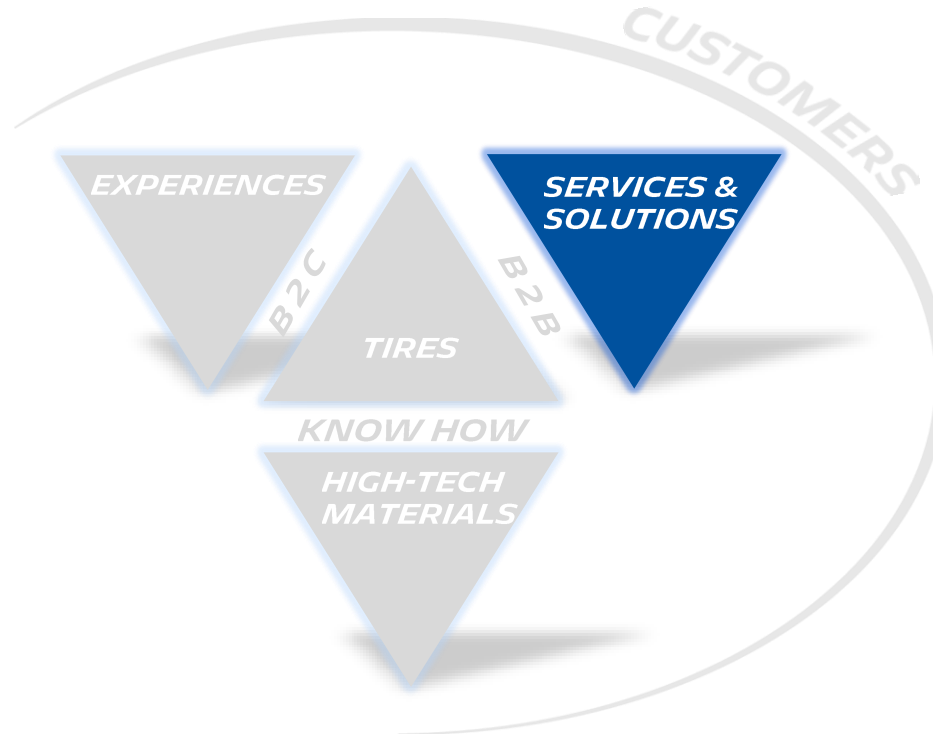 CUSTOMERS
EXPERIENCES
SERVICES &
SOLUTIONS
B2C
B2B
TIRES
KNOW HOW
HIGH-TECH
MATERIALS